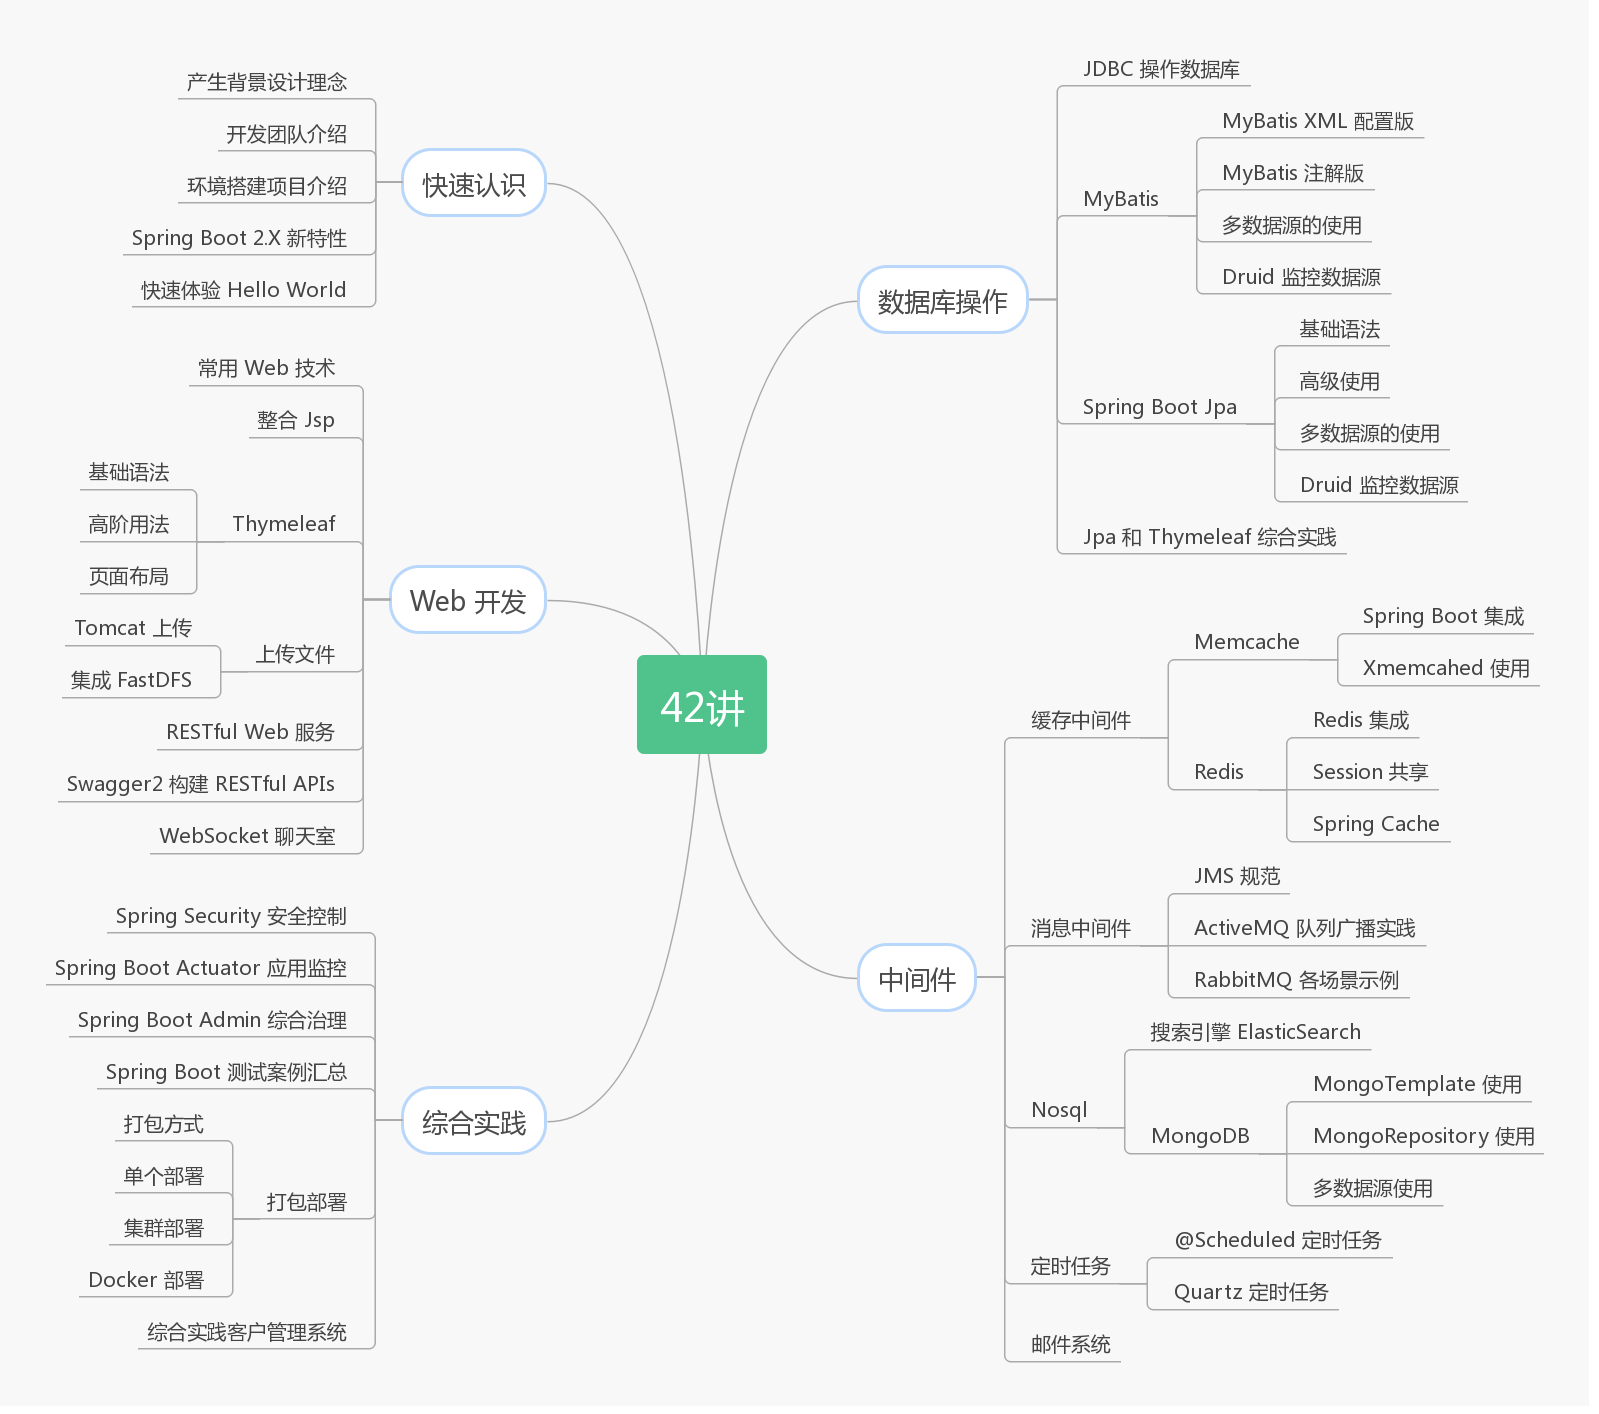 42讲
快速认识
产生背景设计理念
开发团队介绍
环境搭建项目介绍
Spring Boot 2.X 新特性
快速体验 Hello World
Web 开发
常用 Web 技术
整合 Jsp
Thymeleaf
基础语法
高阶用法
页面布局
上传文件
Tomcat 上传
集成 FastDFS
RESTful Web 服务
Swagger2 构建 RESTful APIs
WebSocket 聊天室
综合实践
Spring Security 安全控制
Spring Boot Actuator 应用监控
Spring Boot Admin 综合治理
Spring Boot 测试案例汇总
打包部署
打包方式
单个部署
集群部署
Docker 部署
综合实践客户管理系统
数据库操作
JDBC 操作数据库
MyBatis
MyBatis XML 配置版
MyBatis 注解版
多数据源的使用
Druid 监控数据源
Spring Boot Jpa
基础语法
高级使用
多数据源的使用
Druid 监控数据源
Jpa 和 Thymeleaf 综合实践
中间件
缓存中间件
Memcache
Spring Boot 集成
Xmemcahed 使用
Redis
Redis 集成
Session 共享
Spring Cache
消息中间件
JMS 规范
ActiveMQ 队列广播实践
RabbitMQ 各场景示例
Nosql
搜索引擎 ElasticSearch
MongoDB
MongoTemplate 使用
MongoRepository 使用
多数据源使用
定时任务
@Scheduled 定时任务
Quartz 定时任务
邮件系统